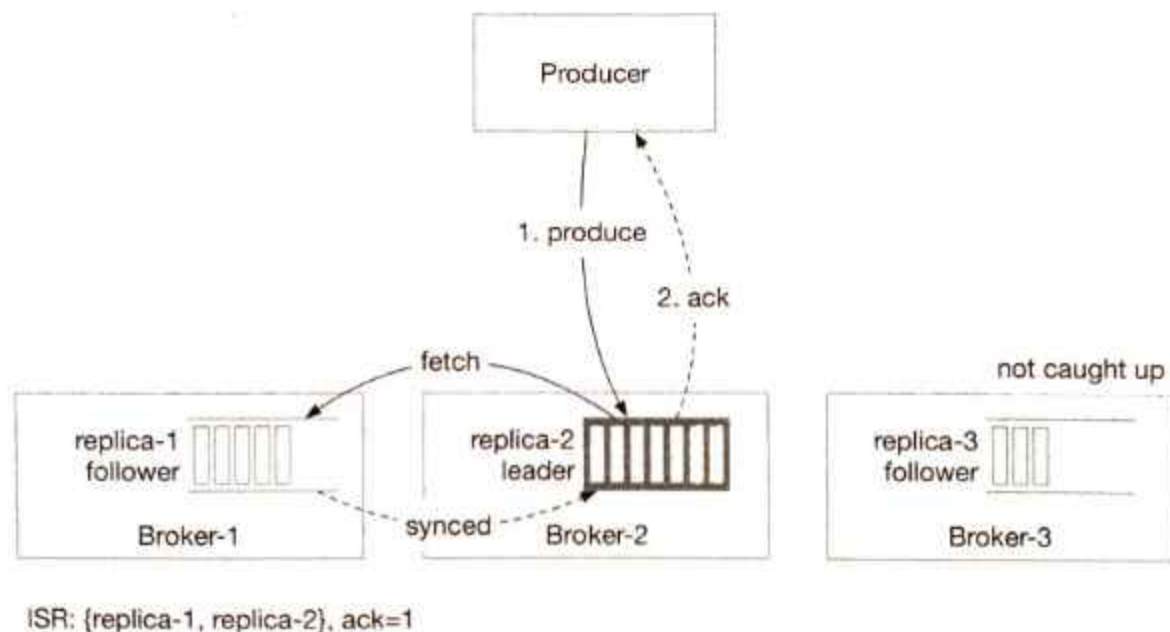 Producer
1. produce
2. ack
fetch
not caught up
replica-1
follower
replica-2
leader
replica-3
follower
synced
Broker-1
Broker-2
Broker-3
ISR: {replica-1, replica-2}, ack=1